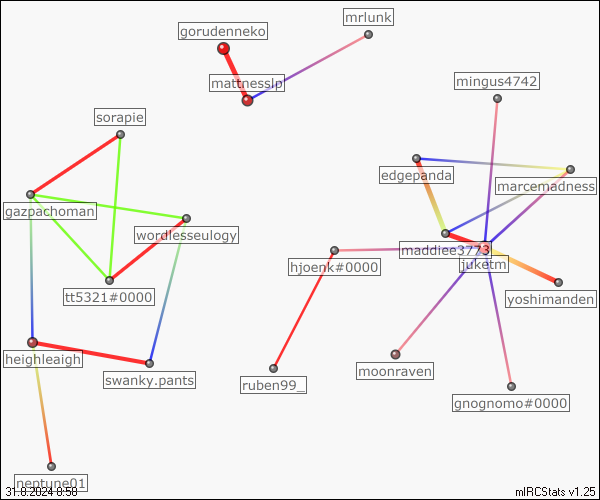 mrlunk
gorudenneko
mattnesslp
mingus4742
sorapie
edgepanda
marcemadness
gazpachoman
wordlesseulogy
maddiee3773
juketm
hjoenk#0000
tt5321#0000
yoshimanden
heighleaigh
moonraven
swanky.pants
ruben99_
gnognomo#0000
neptune01
31.8.2024 8:58
mIRCStats v1.25